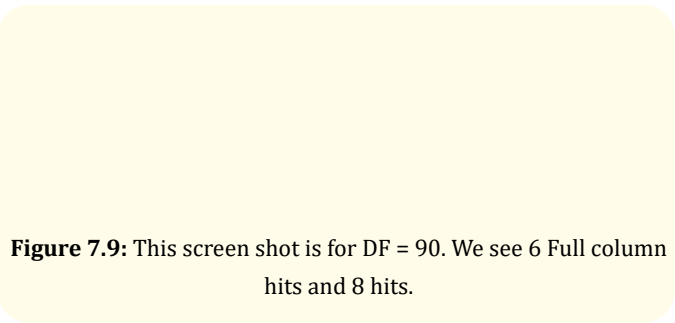 Figure 7.9: This screen shot is for DF = 90. We see 6 Full column
hits and 8 hits.